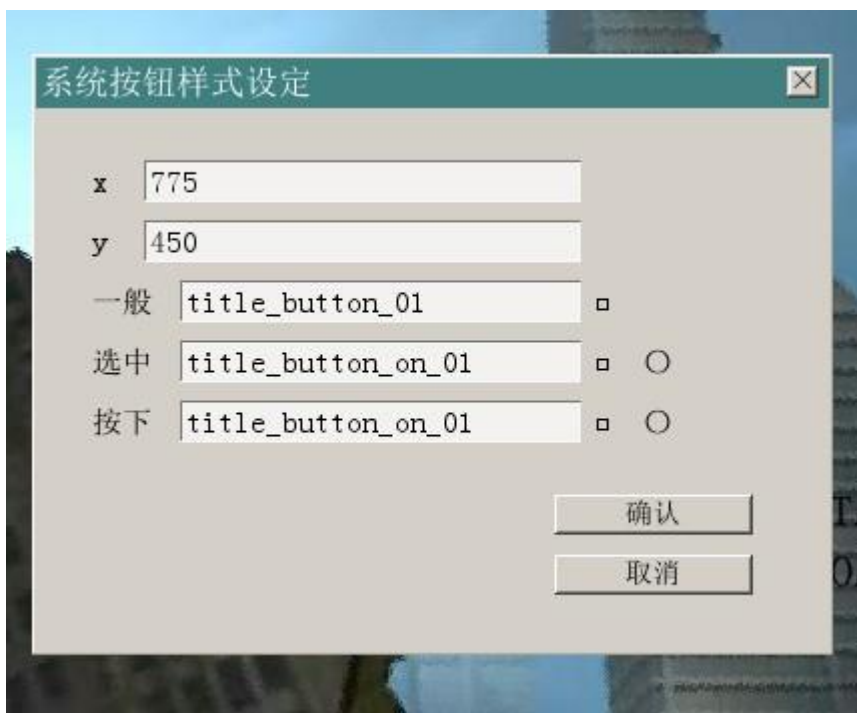 系统按钮样式设定
x 775
y 450
一般 title_button_01
选中 title_button_on_01
按下 title_button_on_01
确认
取消